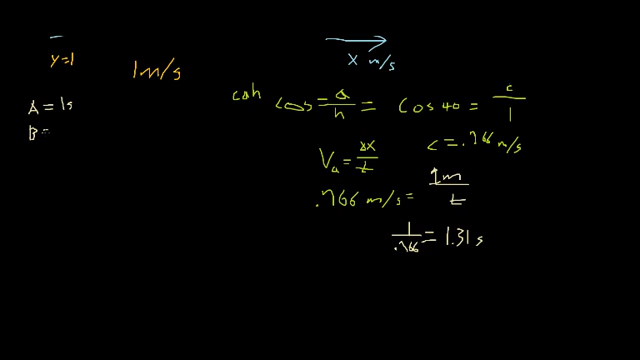 y=1
1m/s
x m/s
A = 1s
B =
cah cos = a/h = cos 40 = c/1
c = .766 m/s
Va = Δx/t
.766 m/s = 1m/t
1/.766 = 1.31 s